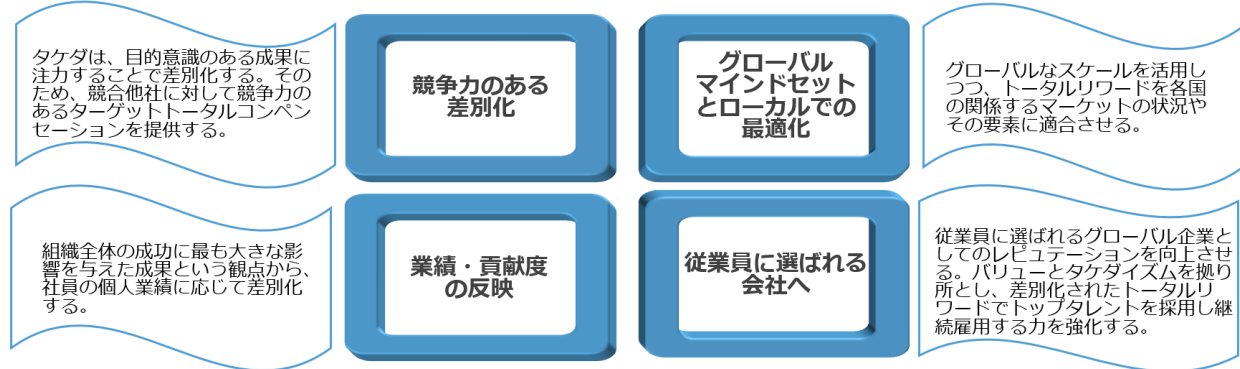 タケダは、目的意識のある成果に
注力することで差別化する。その
ため、競合他社に対して競争力の
あるターゲットトータルコンペン
セーションを提供する。
競争力のある
差別化
グローバル
マインドセット
とローカルでの
最適化
グローバルなスケールを活用し
つつ、トータルリワードを各国
の関係するマーケットの状況や
その要素に適合させる。
組織全体の成功に最も大きな影
響を与えた成果という観点から、
社員の個人業績に応じて差別化
する。
業績・貢献度
の反映
従業員に選ばれる
会社へ
従業員に選ばれるグローバル企業と
してのレピュテーションを向上させ
る。バリューとタケダイズムを拠り
所とし、差別化されたトータルリ
ワードでトップタレントを採用し継
続雇用する力を強化する。